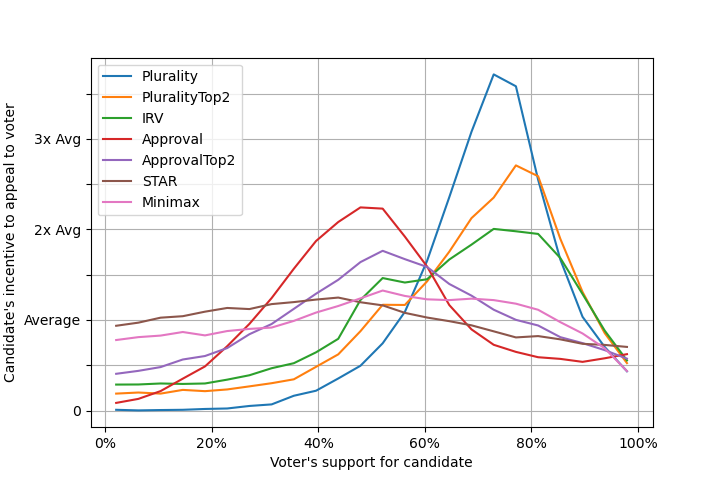 Plurality
PluralityTop2
IRV
Approval
ApprovalTop2
STAR
Minimax
3x Avg
2x Avg
Average
0
Candidate's incentive to appeal to voter
0%
20%
40%
60%
80%
100%
Voter's support for candidate